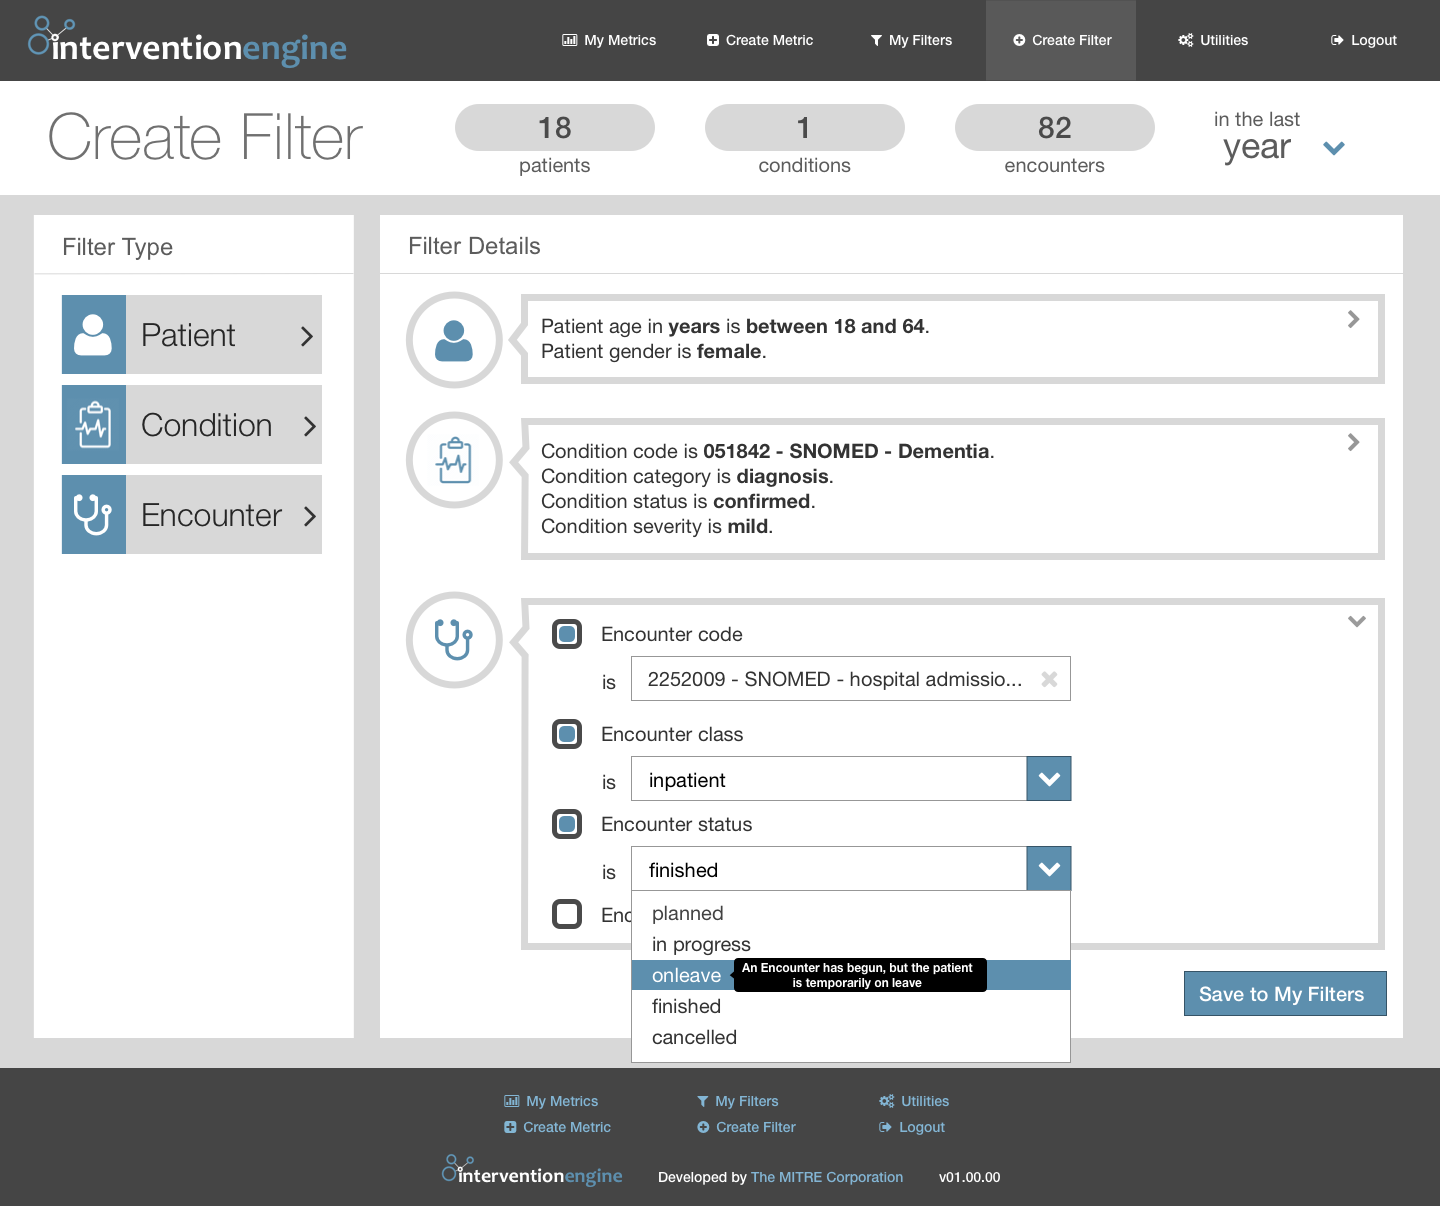 interventionengine
My Metrics
Create Metric
My Filters
Create Filter
Utilities
Logout
Create Filter
18
patients
1
conditions
82
encounters
in the last
year
Filter Type
Patient
Condition
Encounter
Filter Details
Patient age in years is between 18 and 64.
Patient gender is female.
Condition code is 051842 - SNOMED - Dementia.
Condition category is diagnosis.
Condition status is confirmed.
Condition severity is mild.
Encounter code
is 2252009 - SNOMED - hospital admissio...
Encounter class
is inpatient
Encounter status
is finished
Enc
planned
in progress
onleave
An Encounter has begun, but the patient
is temporarily on leave
finished
cancelled
Save to My Filters
My Metrics
My Filters
Utilities
Create Metric
Create Filter
Logout
interventionengine
Developed by The MITRE Corporation
v01.00.00